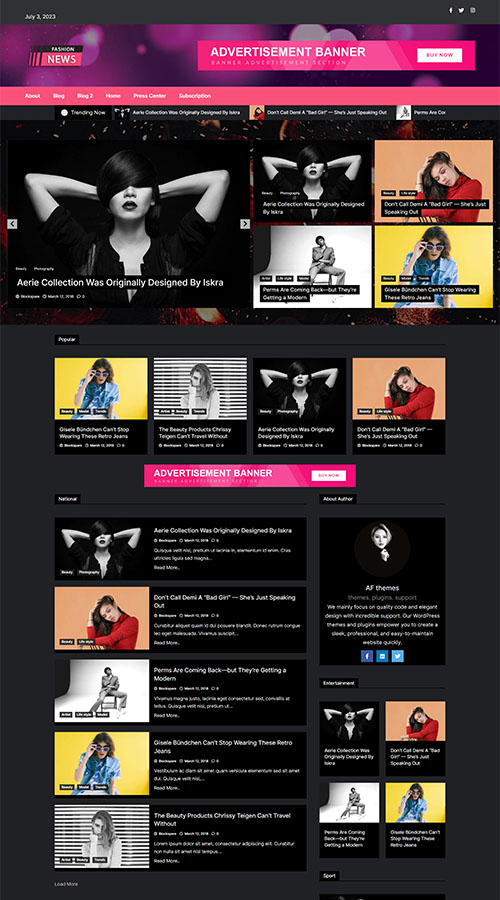 July 3, 2023
FASHION
NEWS
ADVERTISEMENT BANNER
BANNER ADVERTISEMENT SECTION
BUY NOW
About Blog Blog 2 Home Press Center Subscription
Trending Now Aerie Collection Was Originally Designed By Iskra Don't Call Demi A "Bad Girl" — She's Just Speaking Out Perms Are Cor
Beauty Photography
Aerie Collection Was Originally Designed By Iskra
Blockspare March 12, 2018 0
Beauty Photography
Aerie Collection Was Originally Designed
By Iskra
Beauty Life style
Don't Call Demi A "Bad Girl" — She's Just
Speaking Out
Artist Life style Model
Perms Are Coming Back—but They're
Getting a Modern
Beauty Model Trends
Gisele Bündchen Can't Stop Wearing
These Retro Jeans
Popular
Beauty Model Trends
Gisele Bündchen Can't Stop
Wearing These Retro Jeans
Blockspare March 12, 2018 0
Artist Beauty Trends
The Beauty Products Chrissy
Teigen Can't Travel Without
Blockspare March 12, 2018 0
Beauty Photography
Aerie Collection Was Originally
Designed By Iskra
Blockspare March 12, 2018 0
Beauty Life style
Don't Call Demi A "Bad Girl" —
She's Just Speaking Out
Blockspare March 12, 2018 0
ADVERTISEMENT BANNER
BANNER ADVERTISEMENT SECTION
BUY NOW
National
Beauty Photography
Aerie Collection Was Originally Designed By Iskra
Blockspare March 12, 2018 0
Quisque velit nisi, pretium ut lacinia in, elementum id enim. Cras
ultricies ligula sed magna...
Read More..
Beauty Life style
Don't Call Demi A "Bad Girl" — She's Just Speaking
Out
Blockspare March 12, 2018 0
Curabitur aliquet quam id dui posuere blandit. Donec rutrum congue
leo eget malesuada. Vivamus suscipit...
Read More..
Artist Life style Model
Perms Are Coming Back—but They're Getting a
Modern
Blockspare March 12, 2018 0
Vivamus magna justo, lacinia eget consectetur sed, convallis at
tellus. Quisque velit nisi, pretium ut...
Read More..
Beauty Model Trends
Gisele Bündchen Can't Stop Wearing These Retro
Jeans
Blockspare March 12, 2018 0
Vestibulum ac diam sit amet quam vehicula elementum sed sit amet
dui. Quisque velit nisi,...
Read More..
Artist Beauty Trends
The Beauty Products Chrissy Teigen Can't Travel
Without
Blockspare March 12, 2018 0
Lorem ipsum dolor sit amet, consectetur adipiscing elit. Curabitur
non nulla sit amet nisl tempus...
Read More..
Load More
About Author
AF themes
themes, plugins, support
We mainly focus on quality code and elegant
design with incredible support. Our WordPress
themes and plugins empower you to create a
sleek, professional, and easy-to-maintain
website quickly.
Entertainment
Aerie Collection Was
Originally Designed
By Iskra
Don't Call Demi A
"Bad Girl" — She's Just
Speaking Out
Perms Are Coming
Back—but They're
Getting a Modern
Gisele Bündchen Can't
Stop Wearing These
Retro Jeans
Sport